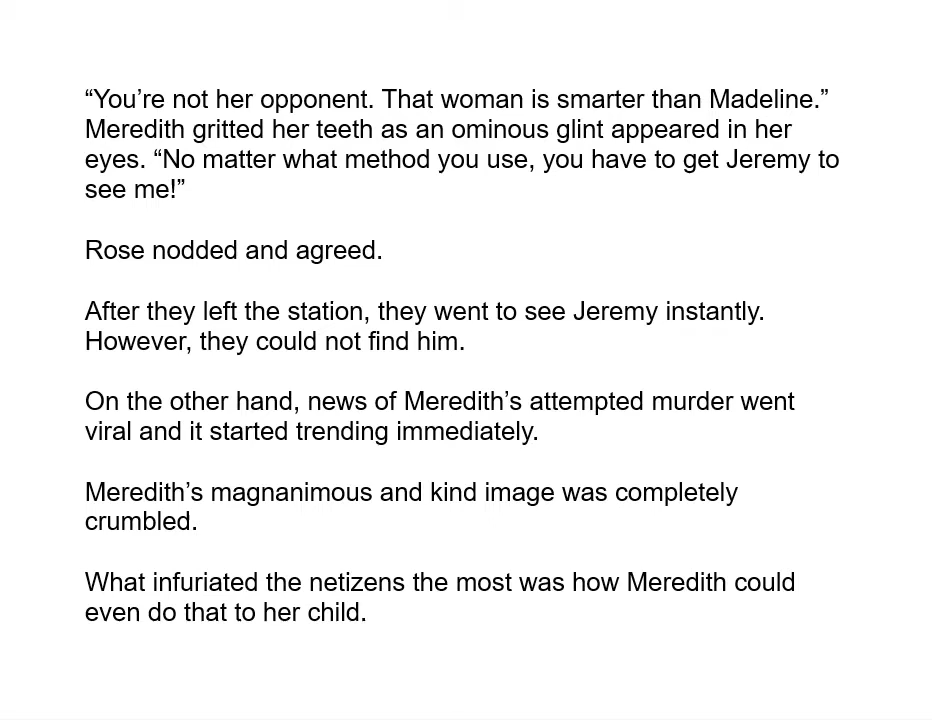 “You’re not her opponent. That woman is smarter than Madeline.”
Meredith gritted her teeth as an ominous glint appeared in her
eyes. “No matter what method you use, you have to get Jeremy to
see me!”
Rose nodded and agreed.
After they left the station, they went to see Jeremy instantly.
However, they could not find him.
On the other hand, news of Meredith’s attempted murder went
viral and it started trending immediately.
Meredith’s magnanimous and kind image was completely
crumbled.
What infuriated the netizens the most was how Meredith could
even do that to her child.